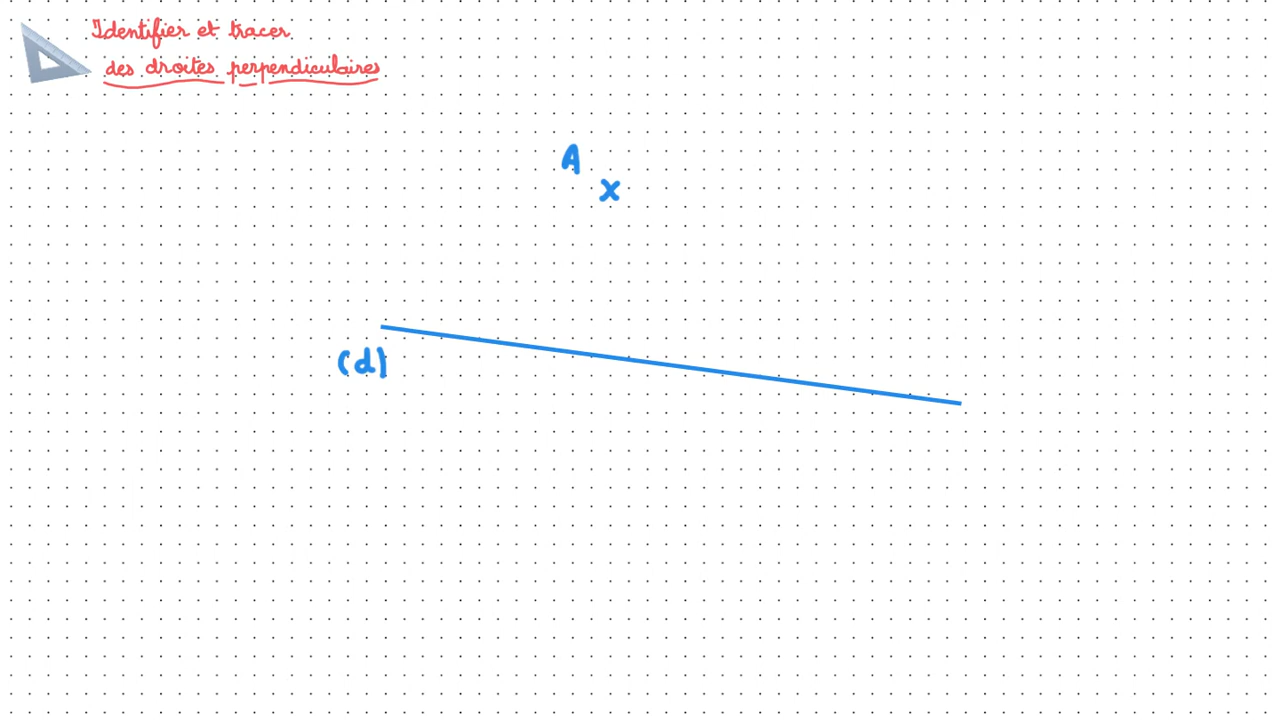 Identifier et tracer
des droites perpendiculaires
A
x
(d)